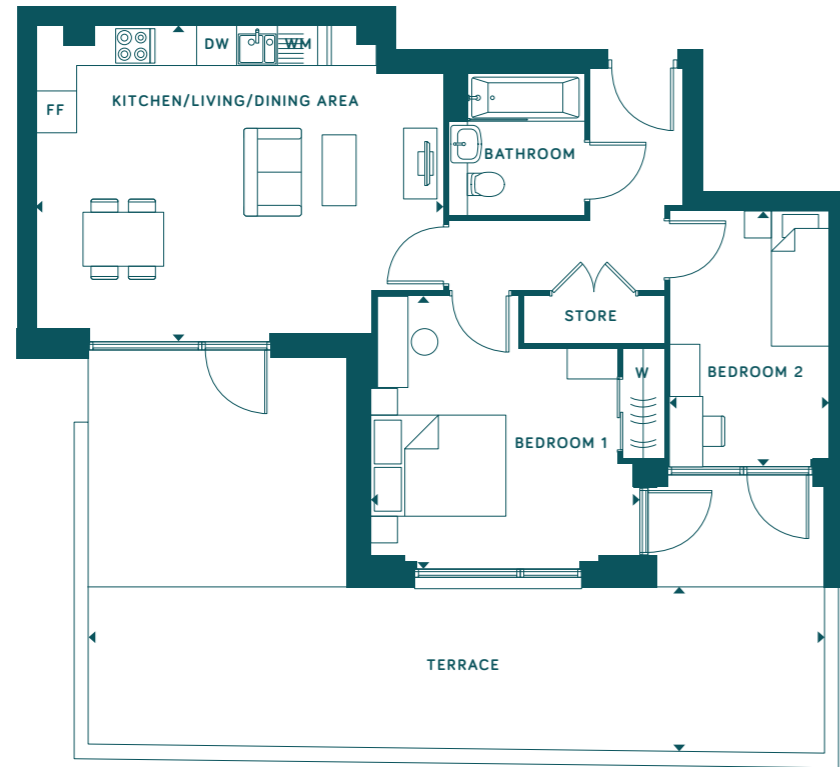 DW
WM
KITCHEN/LIVING/DINING AREA
FF
BATHROOM
STORE
W
BEDROOM 2
BEDROOM 1
TERRACE